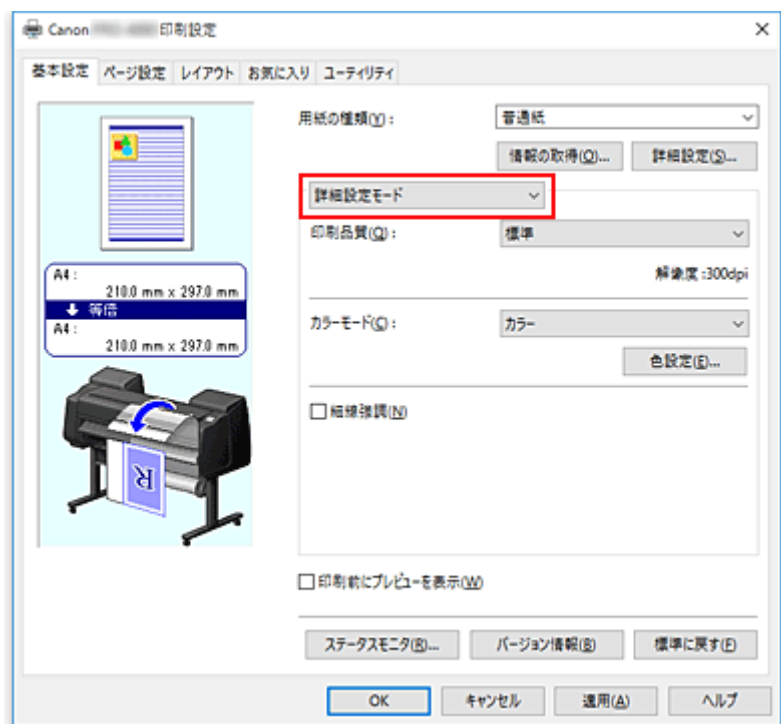 Canon 印刷設定
基本設定 ページ設定 レイアウト お気に入り ユーティリティ
用紙の種類(Y): 普通紙
情報の取得(O)... 詳細設定(S)...
詳細設定モード
印刷品質(Q): 標準
解像度:300dpi
カラーモード(C): カラー
色設定(E)...
細線強調(N)
A4:
210.0 mm x 297.0 mm
等倍
A4:
210.0 mm x 297.0 mm
R
印刷前にプレビューを表示(W)
ステータスモニタ(R)... バージョン情報(B) 標準に戻す(F)
OK キャンセル 適用(A) ヘルプ